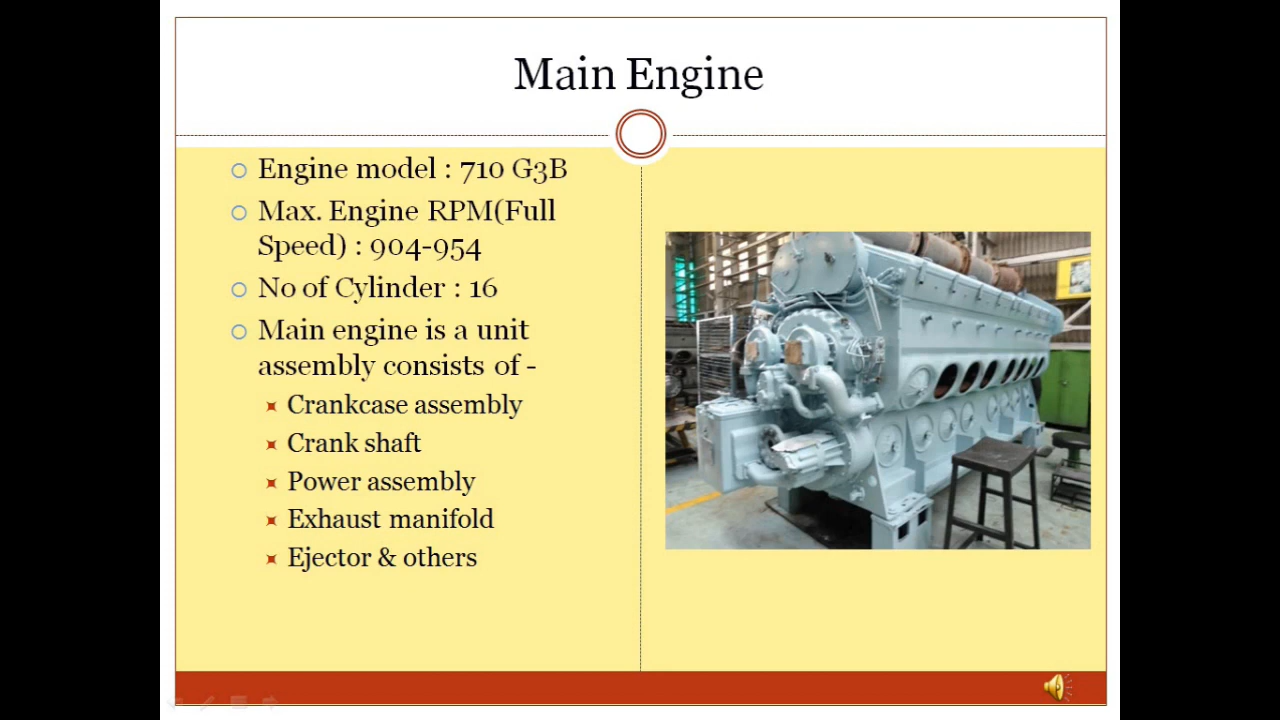 Main Engine
Engine model : 710 G3B
Max. Engine RPM(Full
Speed) : 904-954
No of Cylinder : 16
Main engine is a unit
assembly consists of -
Crankcase assembly
Crank shaft
Power assembly
Exhaust manifold
Ejector & others